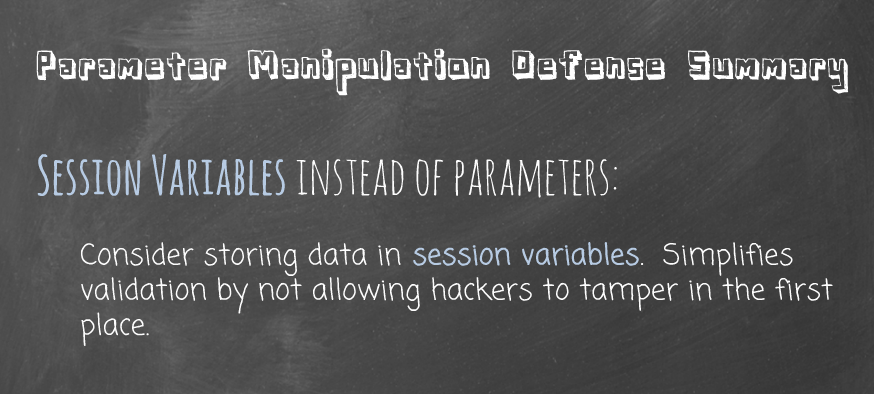 Parameter Manipulation Defense Summary
Session Variables instead of parameters:
Consider storing data in session variables. Simplifies
validation by not allowing hackers to tamper in the first
place.